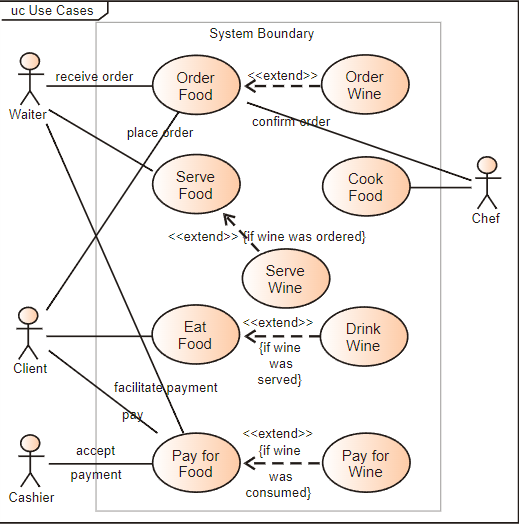 uc Use Cases
System Boundary
receive order
Order
Food
<<extend>>
Order
Wine
Waiter
place order
confirm order
Serve
Food
Cook
Food
Chef
<<extend>> {if wine was ordered}
Serve
Wine
Client
Eat
Food
<<extend>>
{if wine
was
served}
Drink
Wine
facilitate payment
pay
Cashier
accept
payment
Pay for
Food
<<extend>>
{if wine
was
consumed}
Pay for
Wine